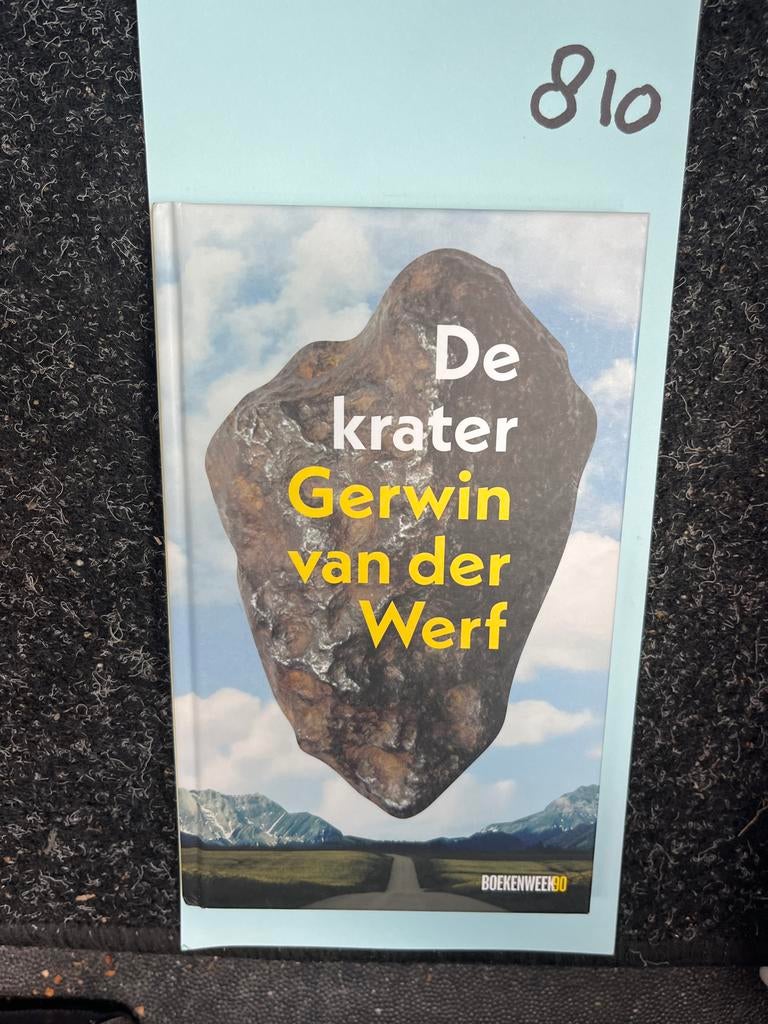 810
De
krater
Gerwin
van der
Werf
BOEKENWEEK90